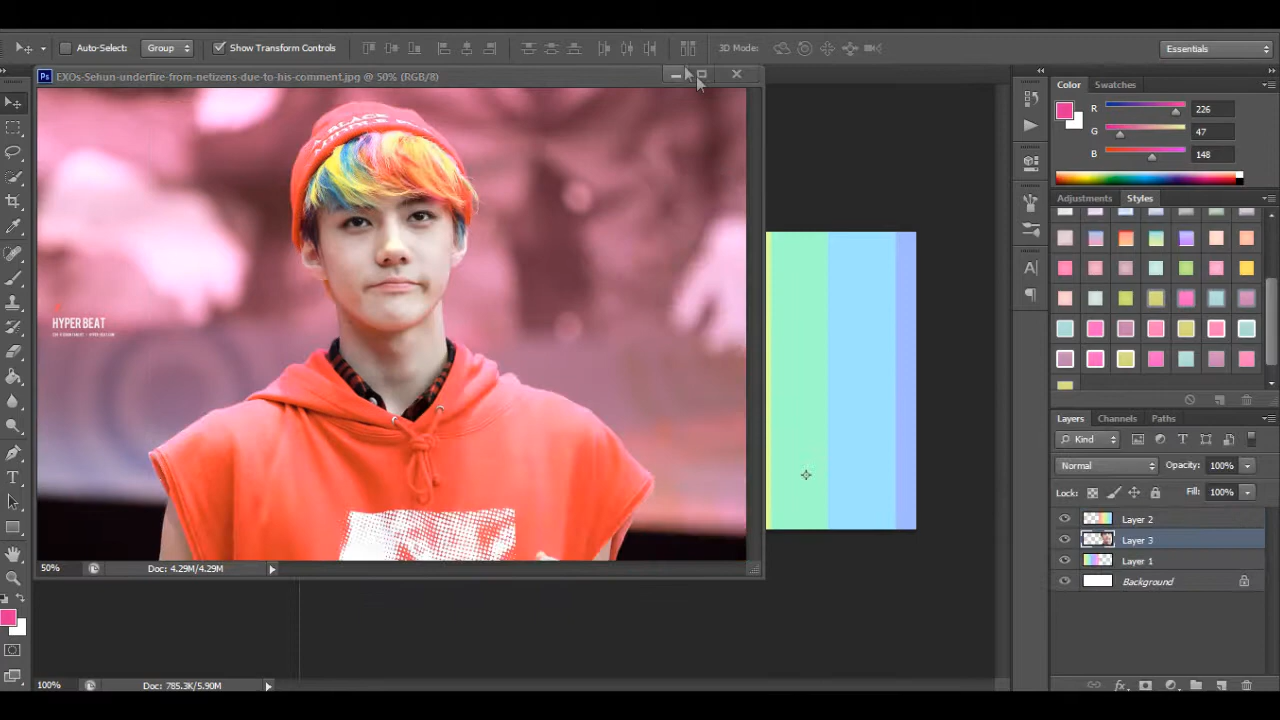 Auto-Select:
Group
Show Transform Controls
3D Mode:
Essentials
Ps
EXOs-Sehun-underfire-from-netizens-due-to-his-comment.jpg @ 50% (RGB/8)
Color
Swatches
R
226
G
47
B
148
Adjustments
Styles
HYPER BEAT
A|
Layers
Channels
Paths
Kind
Normal
Opacity:
100%
Lock:
Fill:
100%
Layer 2
Layer 3
Layer 1
Background
50%
Doc: 4.29M/4.29M
100%
Doc: 785.3K/5.90M
fx